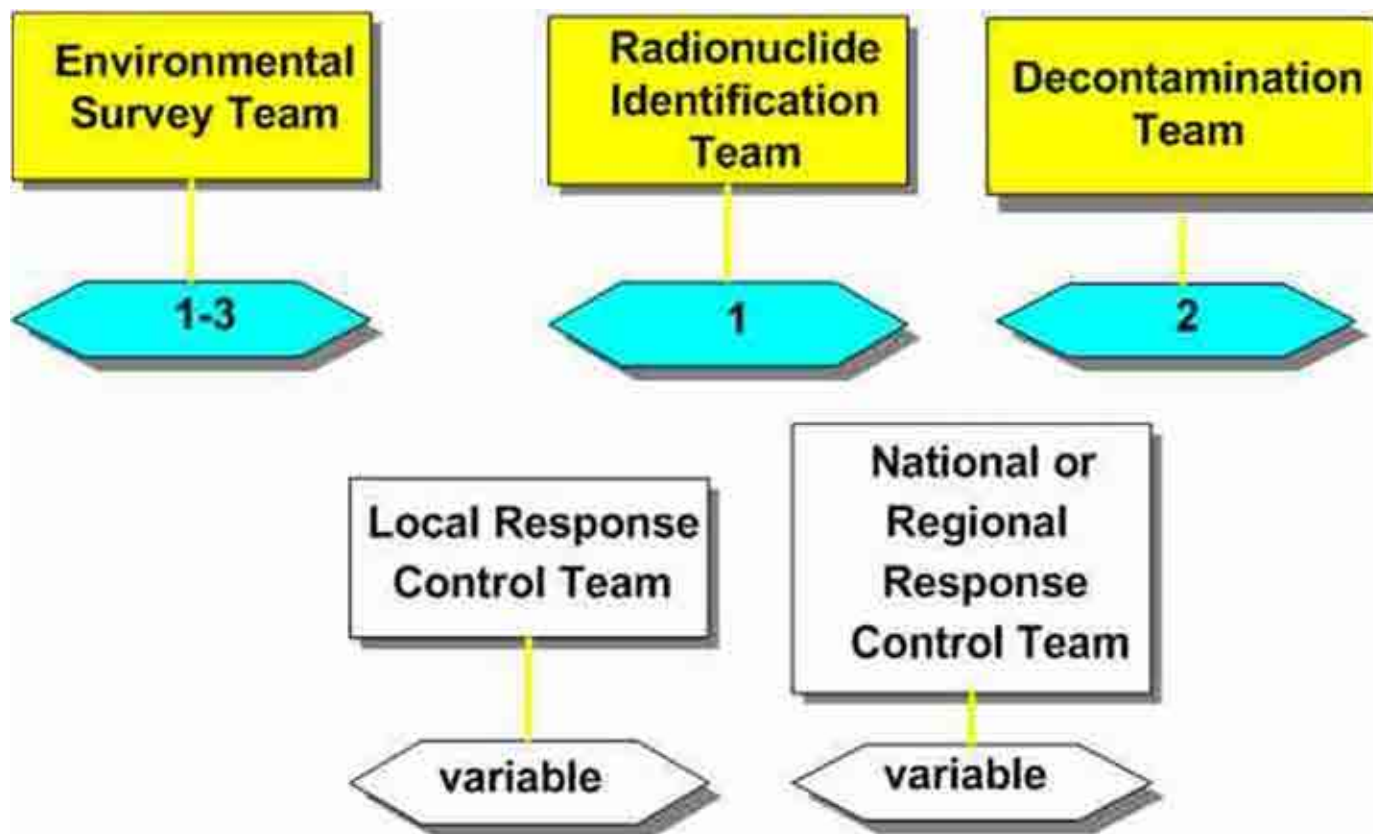 Environmental
Survey Team
Radionuclide
Identification
Team
Decontamination
Team
1-3
1
2
Local Response
Control Team
National or
Regional
Response
Control Team
variable
variable